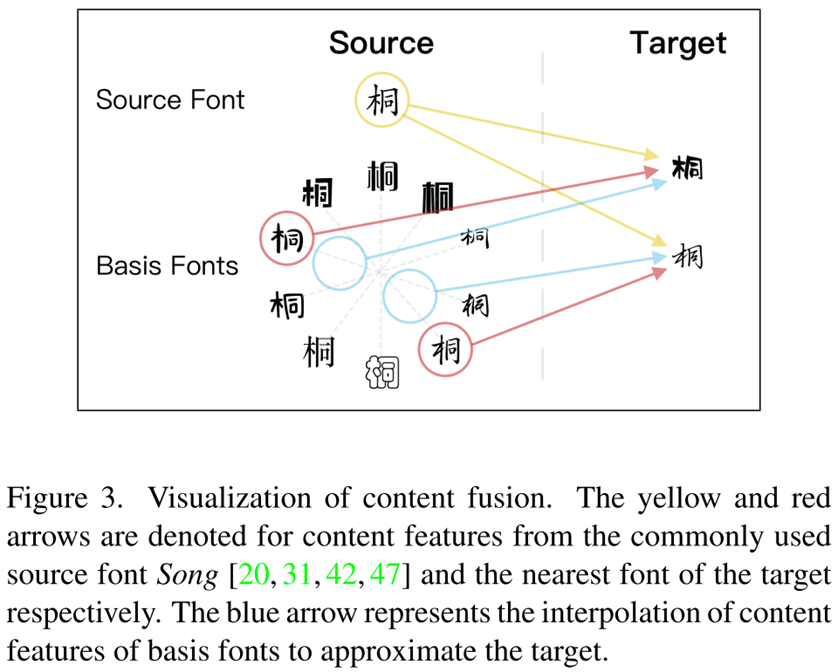 Source Target
Source Font 桐
桐
桐 桐 桐
桐 桐
Basis Fonts 桐
桐 桐
桐 桐 桐
Figure 3. Visualization of content fusion. The yellow and red
arrows are denoted for content features from the commonly used
source font Song [20, 31, 42, 47] and the nearest font of the target
respectively. The blue arrow represents the interpolation of content
features of basis fonts to approximate the target.